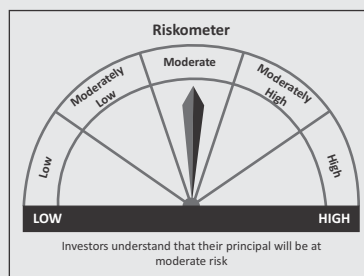 Riskometer
Moderate
Moderately
Low
Moderately
High
Low
High
LOW
HIGH
Investors understand that their principal will be at
moderate risk